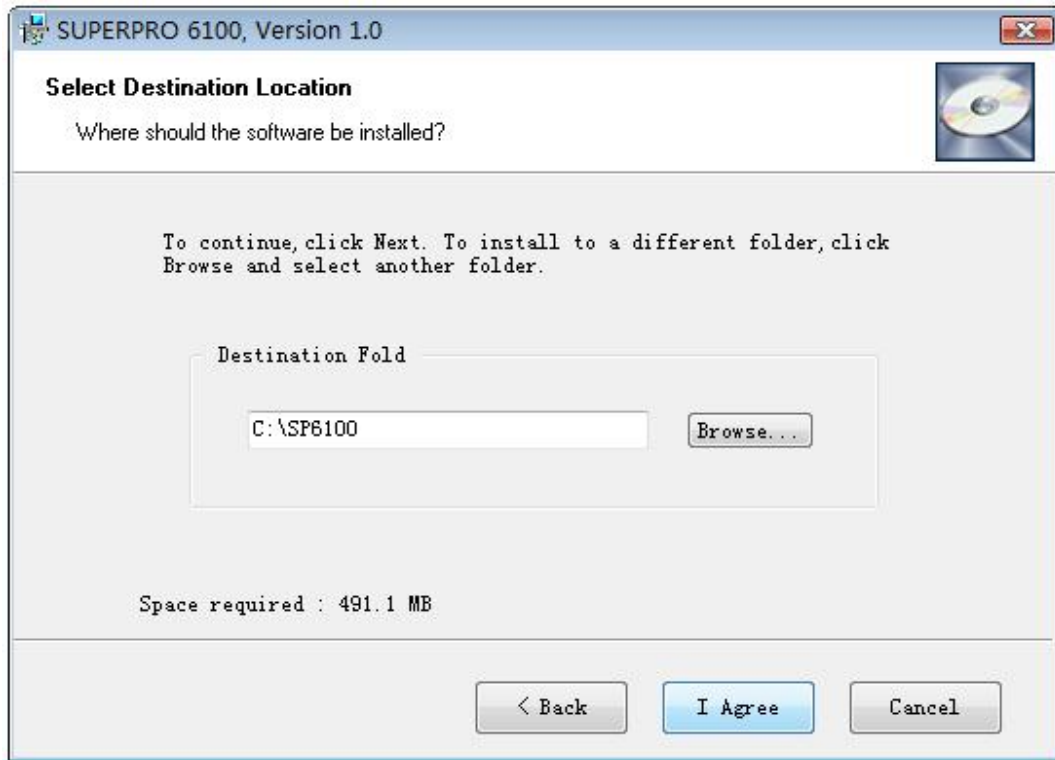 SUPERPRO 6100, Version 1.0
Select Destination Location
Where should the software be installed?
To continue,click Next. To install to a different folder,click
Browse and select another folder.
Destination Fold
C:\SP6100
Browse...
Space required : 491.1 MB
< Back
I Agree
Cancel